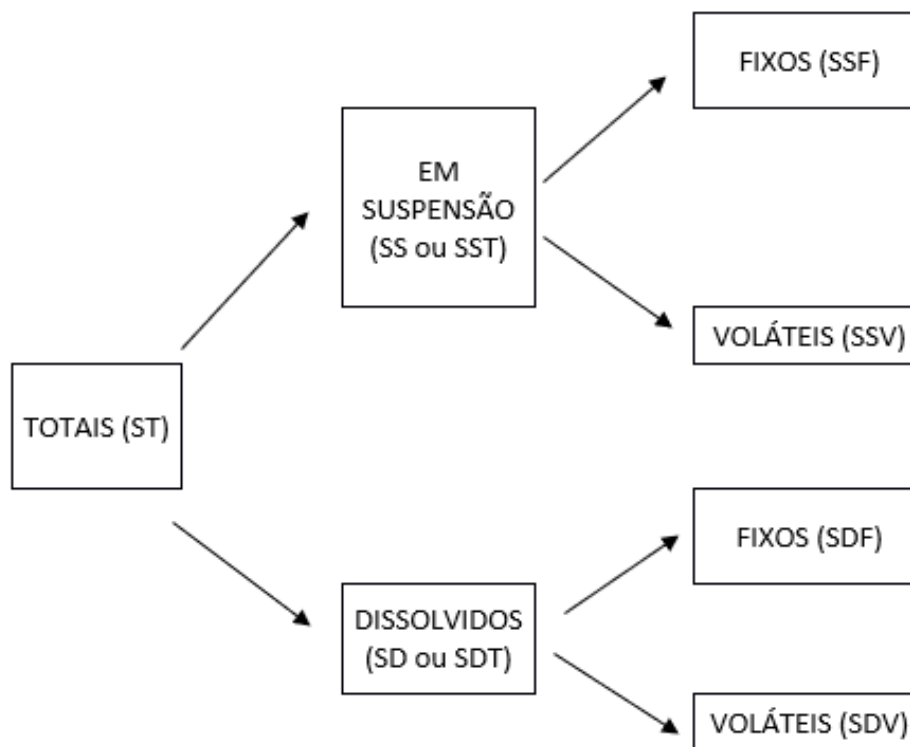 FIXOS (SSF)
EM
SUSPENSÃO
(SS ou SST)
VOLÁTEIS (SSV)
TOTAIS (ST)
FIXOS (SDF)
DISSOLVIDOS
(SD ou SDT)
VOLÁTEIS (SDV)